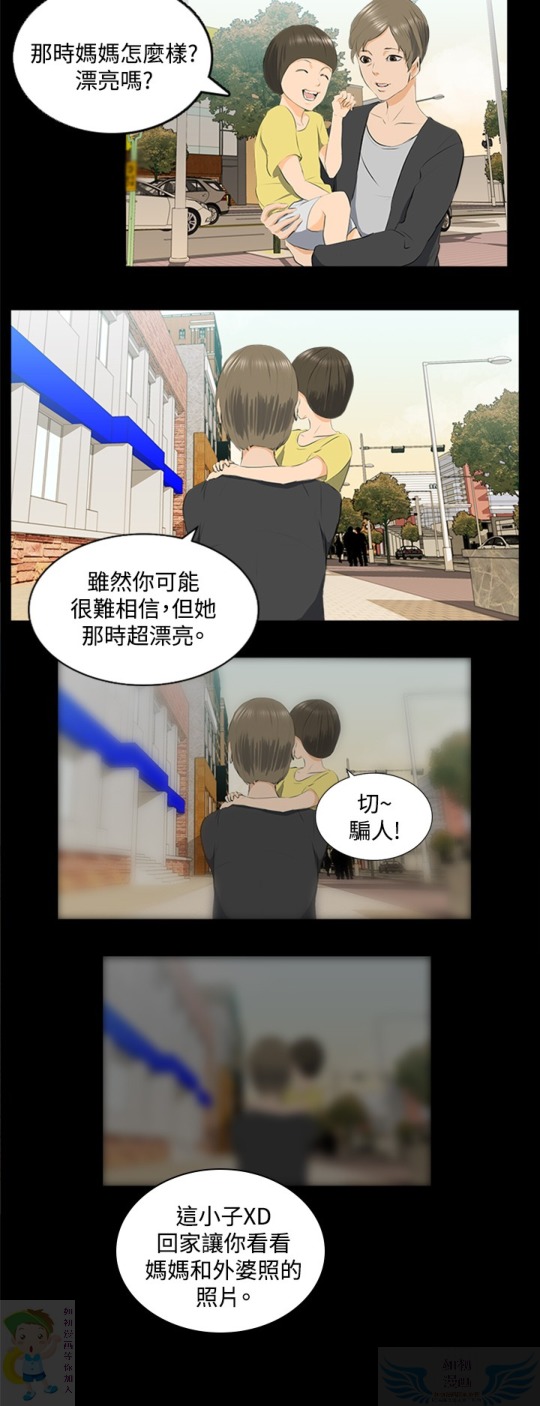 那時媽媽怎麼樣?
漂亮嗎?
雖然你可能
很難相信，但她
那時超漂亮。
切~
騙人!
這小子XD
回家讓你看看
媽媽和外婆照的
照片。